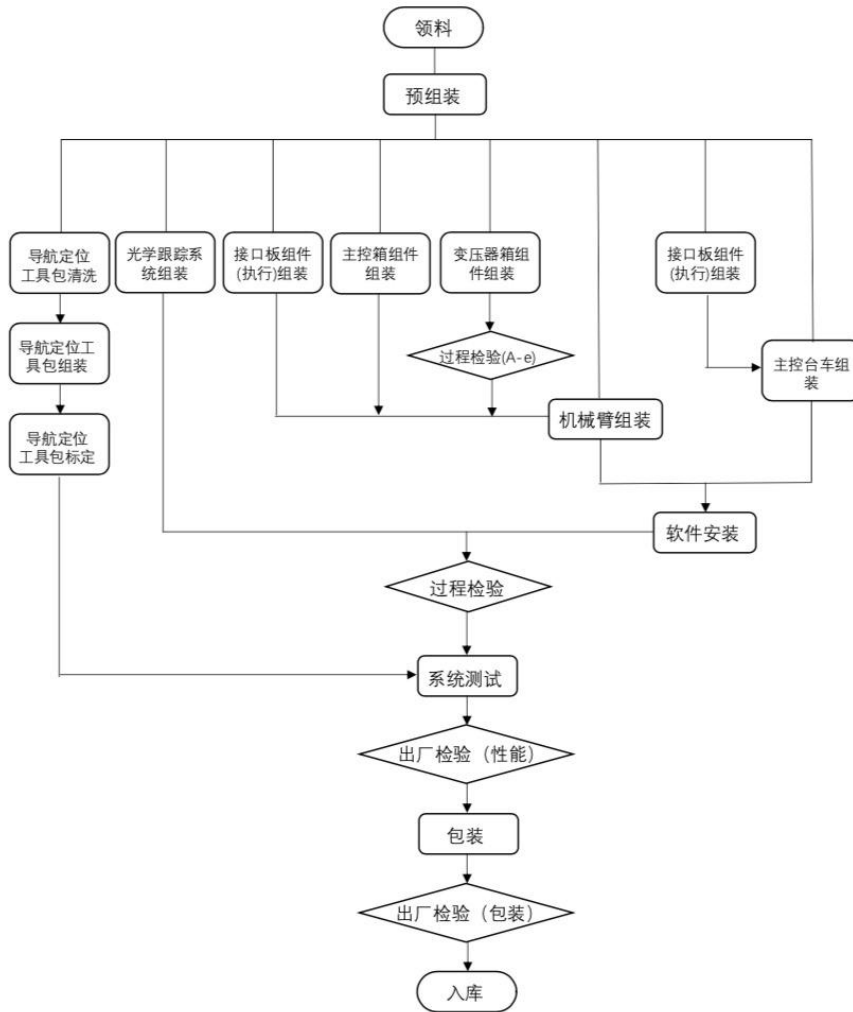 领料
预组装
导航定位
工具包清洗
光学跟踪系
统组装
接口板组件
(执行)组装
主控箱组件
组装
变压器箱组
件组装
接口板组件
(执行)组装
导航定位工
具包组装
过程检验(A-e)
主控台车组
装
导航定位
工具包标定
机械臂组装
软件安装
过程检验
系统测试
出厂检验（性能）
包装
出厂检验（包装）
入库